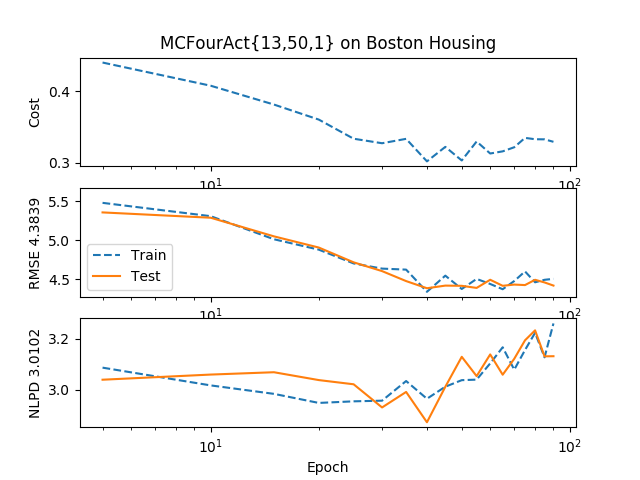 MCFourAct{13,50,1} on Boston Housing
Cost
0.4
0.3
10¹
10²
RMSE 4.3839
5.5
5.0
4.5
Train
Test
10¹
10²
NLPD 3.0102
3.2
3.0
10¹
10²
Epoch